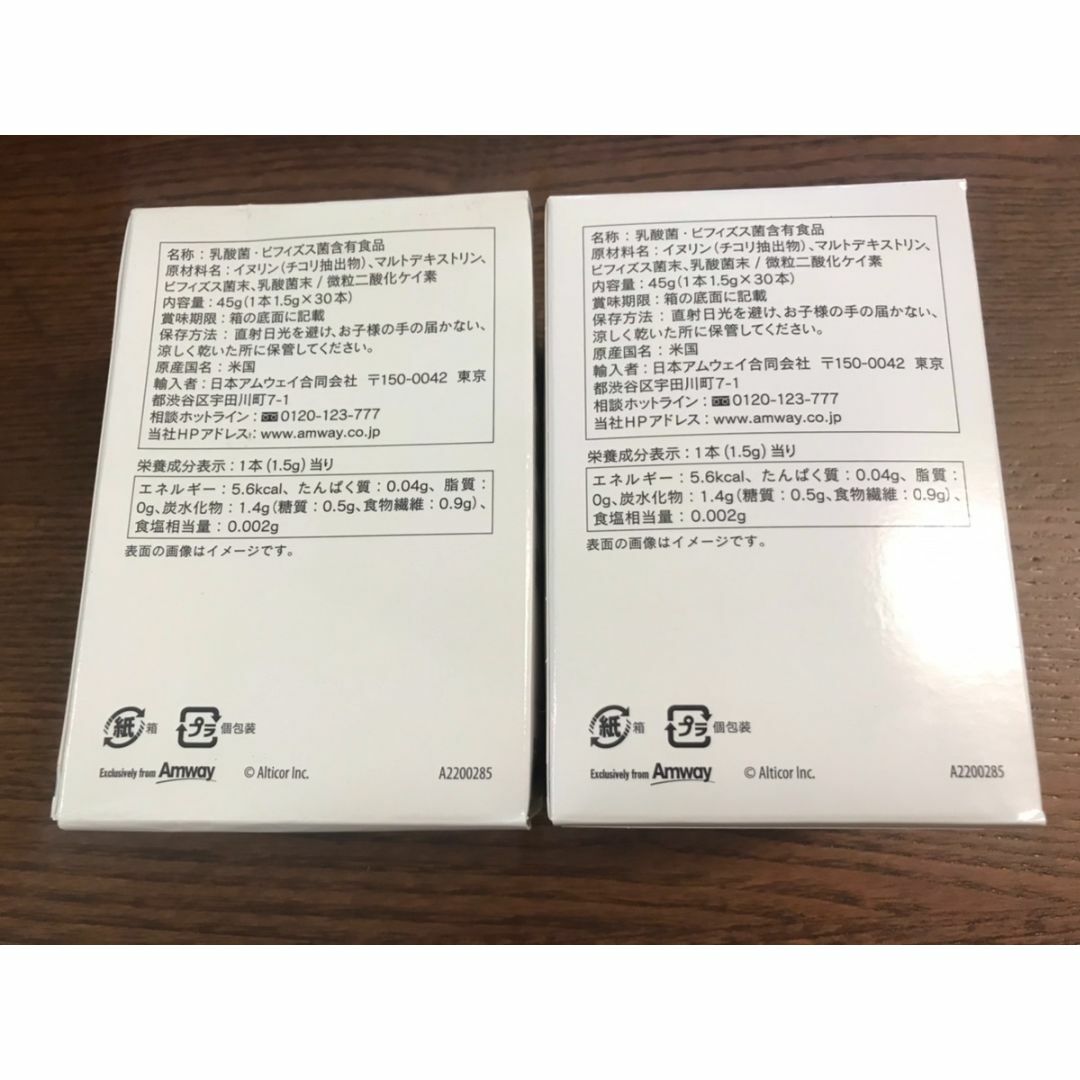 名称：乳酸菌・ビフィズス菌含有食品
原材料名：イヌリン（チコリ抽出物）、マルトデキストリン、
ビフィズス菌末、乳酸菌末 / 微粒二酸化ケイ素
内容量：45g（1本1.5g×30本）
賞味期限：箱の底面に記載
保存方法：直射日光を避け、お子様の手の届かない、
涼しく乾いた所に保管してください。
原産国名：米国
輸入者：日本アムウェイ合同会社 〒150-0042 東京
都渋谷区宇田川町7-1
相談ホットライン：0120-123-777
当社HPアドレス：www.amway.co.jp
栄養成分表示：1本（1.5g）当り
エネルギー：5.6kcal、たんぱく質：0.04g、脂質：
0g、炭水化物：1.4g（糖質：0.5g、食物繊維：0.9g）、
食塩相当量：0.002g
表面の画像はイメージです。
紙 箱 プラ 個包装
Exclusively from Amway © Alticor Inc. A2200285
名称：乳酸菌・ビフィズス菌含有食品
原材料名：イヌリン（チコリ抽出物）、マルトデキストリン、
ビフィズス菌末、乳酸菌末 / 微粒二酸化ケイ素
内容量：45g（1本1.5g×30本）
賞味期限：箱の底面に記載
保存方法：直射日光を避け、お子様の手の届かない、
涼しく乾いた所に保管してください。
原産国名：米国
輸入者：日本アムウェイ合同会社 〒150-0042 東京
都渋谷区宇田川町7-1
相談ホットライン：0120-123-777
当社HPアドレス：www.amway.co.jp
栄養成分表示：1本（1.5g）当り
エネルギー：5.6kcal、たんぱく質：0.04g、脂質：
0g、炭水化物：1.4g（糖質：0.5g、食物繊維：0.9g）、
食塩相当量：0.002g
表面の画像はイメージです。
紙 箱 プラ 個包装
Exclusively from Amway © Alticor Inc. A2200285